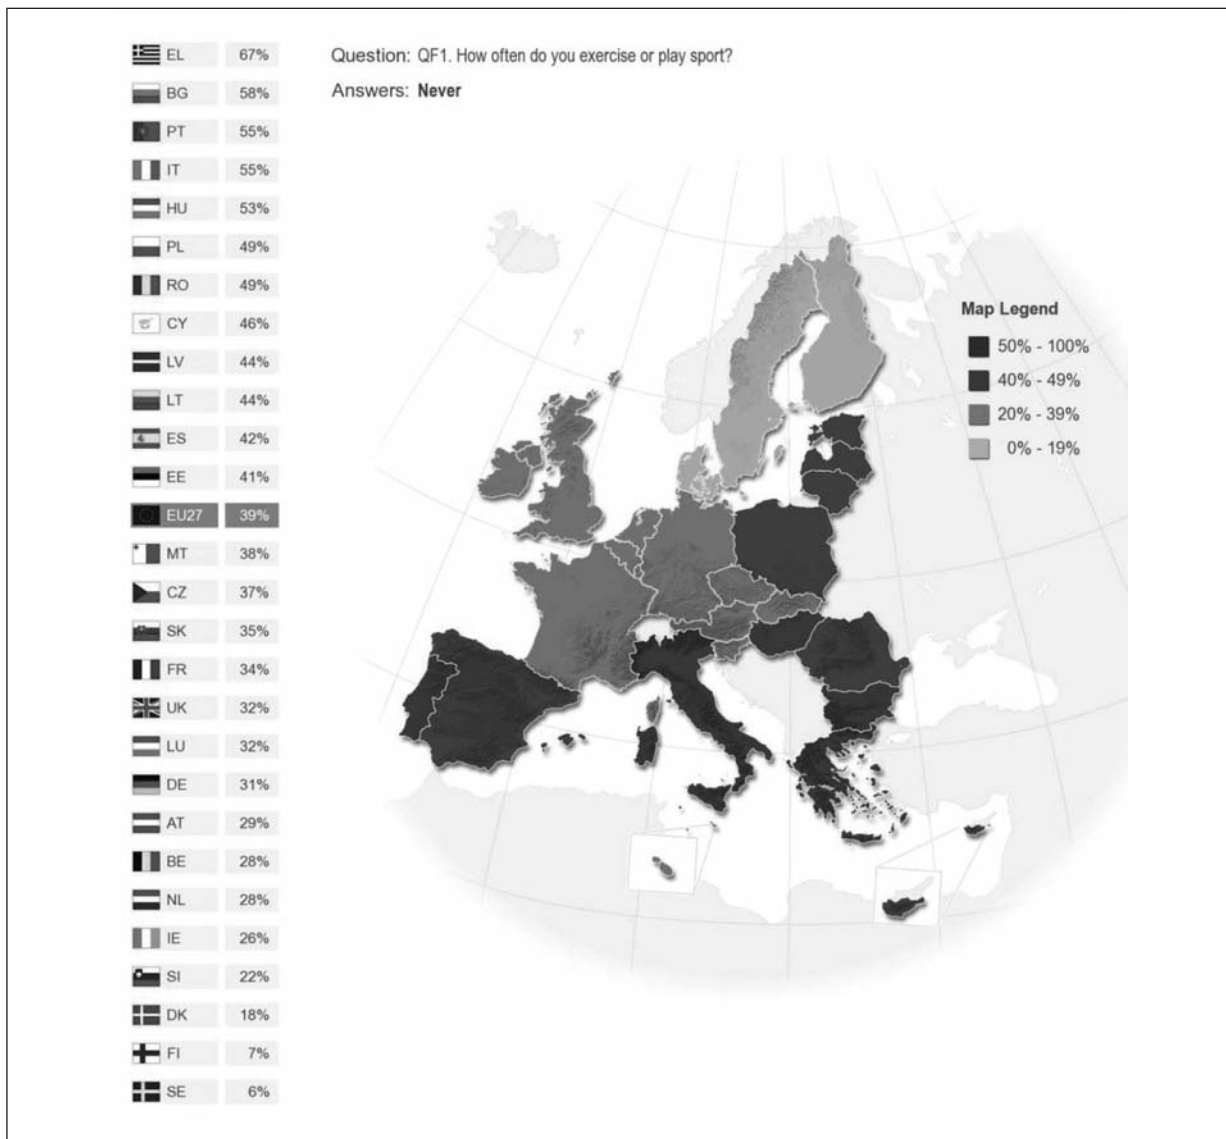 EL 67%
BG 58%
PT 55%
IT 55%
HU 53%
PL 49%
RO 49%
CY 46%
LV 44%
LT 44%
ES 42%
EE 41%
EU27 39%
MT 38%
CZ 37%
SK 35%
FR 34%
UK 32%
LU 32%
DE 31%
AT 29%
BE 28%
NL 28%
IE 26%
SI 22%
DK 18%
FI 7%
SE 6%
Question: QF1. How often do you exercise or play sport?
Answers: Never
Map Legend
50% - 100%
40% - 49%
20% - 39%
0% - 19%